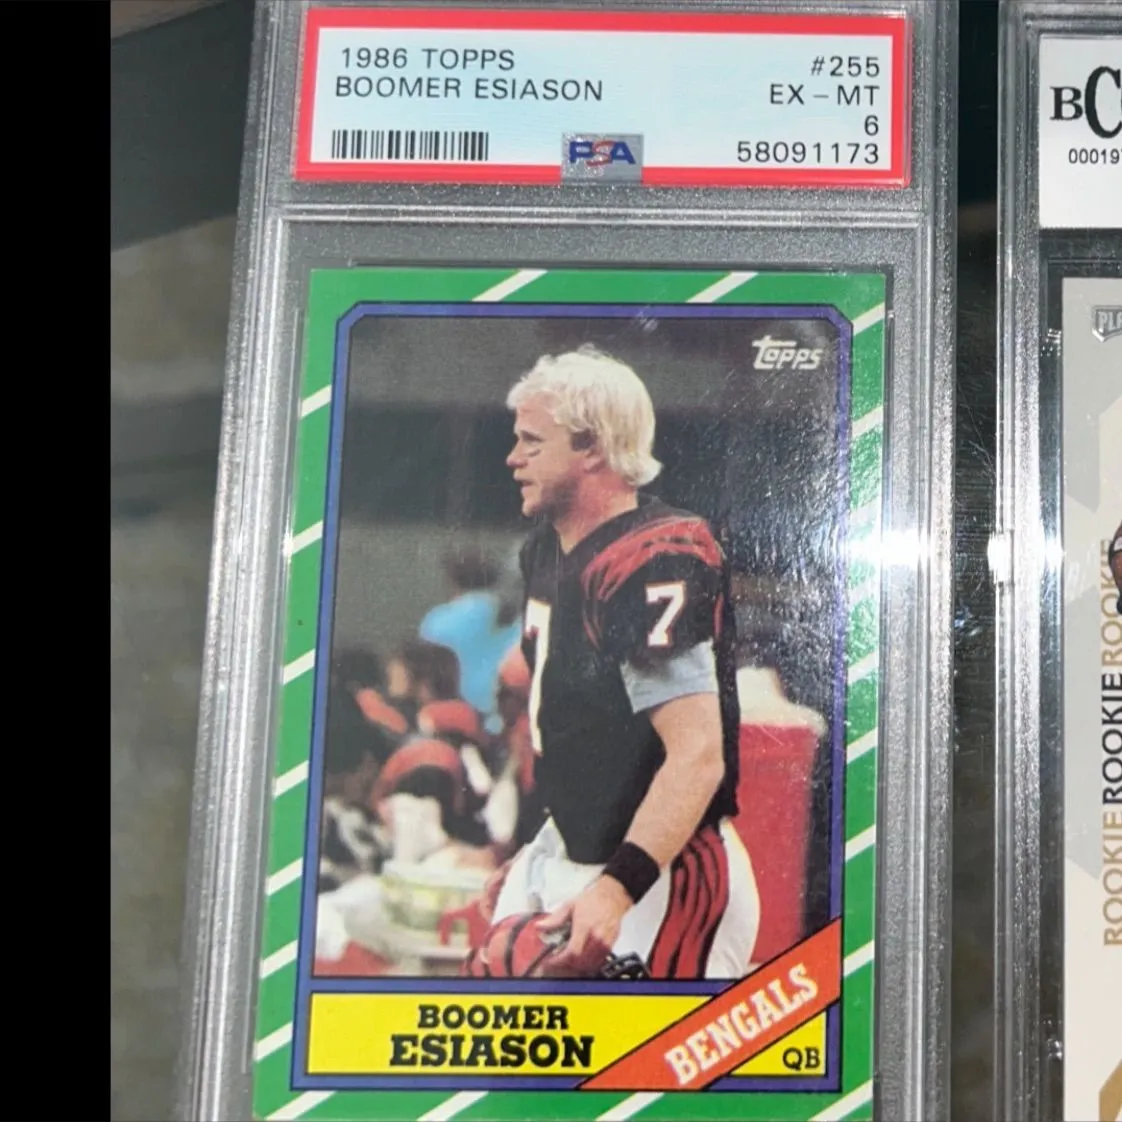 1986 TOPPS
BOOMER ESIASON
#255
EX - MT
6
58091173
PSA
topps
7
7
BOOMER
ESIASON
BENGALS
QB
ROOKIE ROOKIE ROOKIE